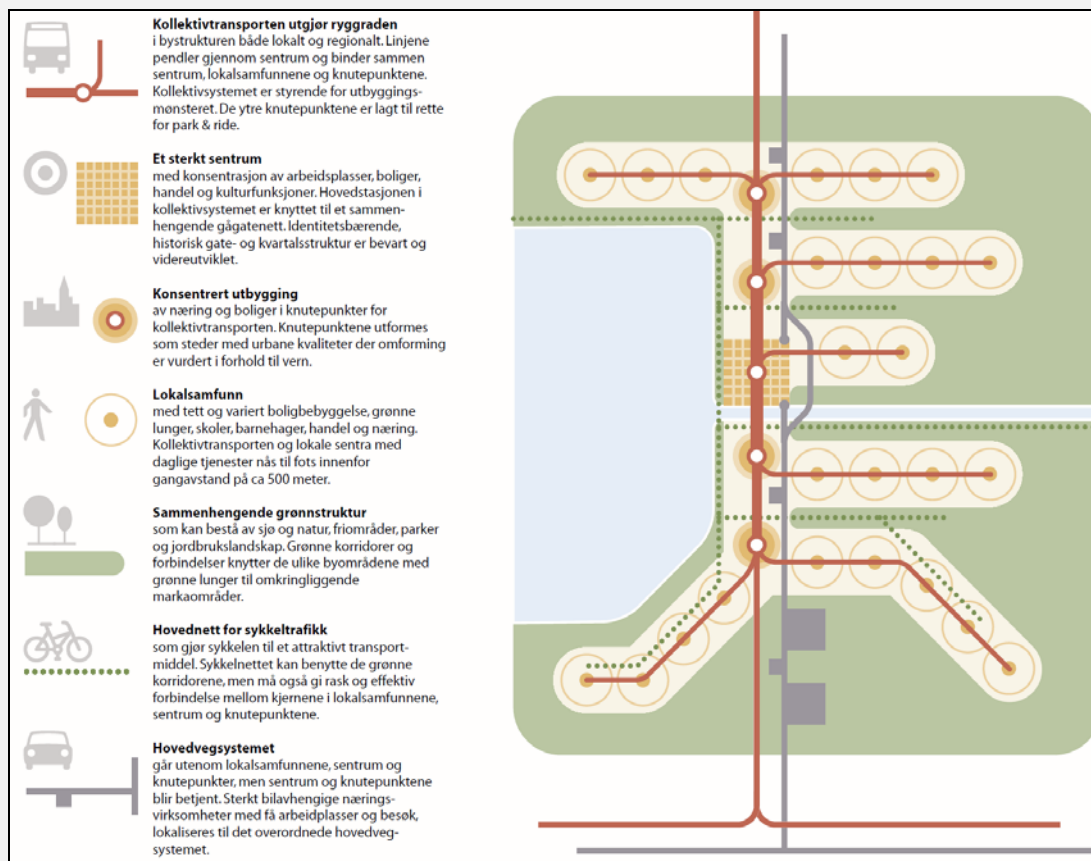 Kollektivtransporten utgjør ryggraden
i bystrukturen både lokalt og regionalt. Linjene
pendler gjennom sentrum og binder sammen
sentrum, lokalsamfunnene og knutepunktene.
Kollektivsystemet er styrende for utbyggings-
mønsteret. De ytre knutepunktene er lagt til rette
for park & ride.
Et sterkt sentrum
med konsentrasjon av arbeidsplasser, boliger,
handel og kulturfunksjoner. Hovedstasjonen i
kollektivsystemet er knyttet til et sammen-
hengende gågatenett. Identitetsbærende,
historisk gate- og kvartalsstruktur er bevart og
videreutviklet.
Konsentrert utbygging
av næring og boliger i knutepunkter for
kollektivtransporten. Knutepunktene utformes
som steder med urbane kvaliteter der omforming
er vurdert i forhold til vern.
Lokalsamfunn
med tett og variert boligbebyggelse, grønne
lunger, skoler, barnehager, handel og næring.
Kollektivtransporten og lokale sentra med
daglige tjenester nås til fots innenfor
gangavstand på ca 500 meter.
Sammenhengende grønnstruktur
som kan bestå av sjø og natur, friområder, parker
og jordbrukslandskap. Grønne korridorer og
forbindelser knytter de ulike byområdene med
grønne lunger til omkringliggende
markaområder.
Hovednett for sykkeltrafikk
som gjør sykkelen til et attraktivt transport-
middel. Sykkelnettet kan benytte de grønne
korridorene, men må også gi rask og effektiv
forbindelse mellom kjernene i lokalsamfunnene,
sentrum og knutepunktene.
Hovedvegsystemet
går utenom lokalsamfunnene, sentrum og
knutepunkter, men sentrum og knutepunktene
blir betjent. Sterkt bilavhengige nærings-
virksomheter med få arbeidplasser og besøk,
lokaliseres til det overordnede hovedveg-
systemet.